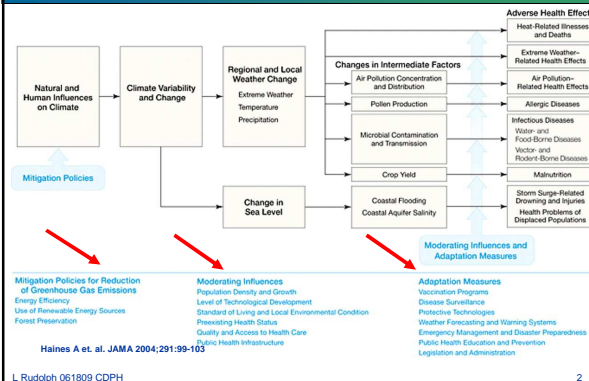 Adverse Health Effect
Heat-Related Illnesses
and Deaths
Extreme Weather–
Related Health Effects
Natural and
Human Influences
on Climate
Climate Variability
and Change
Regional and Local
Weather Change
Extreme Weather
Temperature
Precipitation
Changes in Intermediate Factors
Air Pollution Concentration
and Distribution
Air Pollution–
Related Health Effects
Pollen Production
Allergic Diseases
Microbial Contamination
and Transmission
Infectious Diseases
Water- and
Food-Borne Diseases
Vector- and
Rodent-Borne Diseases
Crop Yield
Malnutrition
Mitigation Policies
Change in
Sea Level
Coastal Flooding
Coastal Aquifer Salinity
Storm Surge-Related
Drowning and Injuries
Health Problems of
Displaced Populations
Moderating Influences and
Adaptation Measures
Mitigation Policies for Reduction
of Greenhouse Gas Emissions
Energy Efficiency
Use of Renewable Energy Sources
Forest Preservation
Moderating Influences
Population Density and Growth
Level of Technological Development
Standard of Living and Local Environmental Condition
Preexisting Health Status
Quality and Access to Health Care
Public Health Infrastructure
Adaptation Measures
Vaccination Programs
Disease Surveillance
Protective Technologies
Weather Forecasting and Warning Systems
Emergency Management and Disaster Preparedness
Public Health Education and Prevention
Legislation and Administration
Haines A et. al. JAMA 2004;291:99-103
L Rudolph 061809 CDPH
2